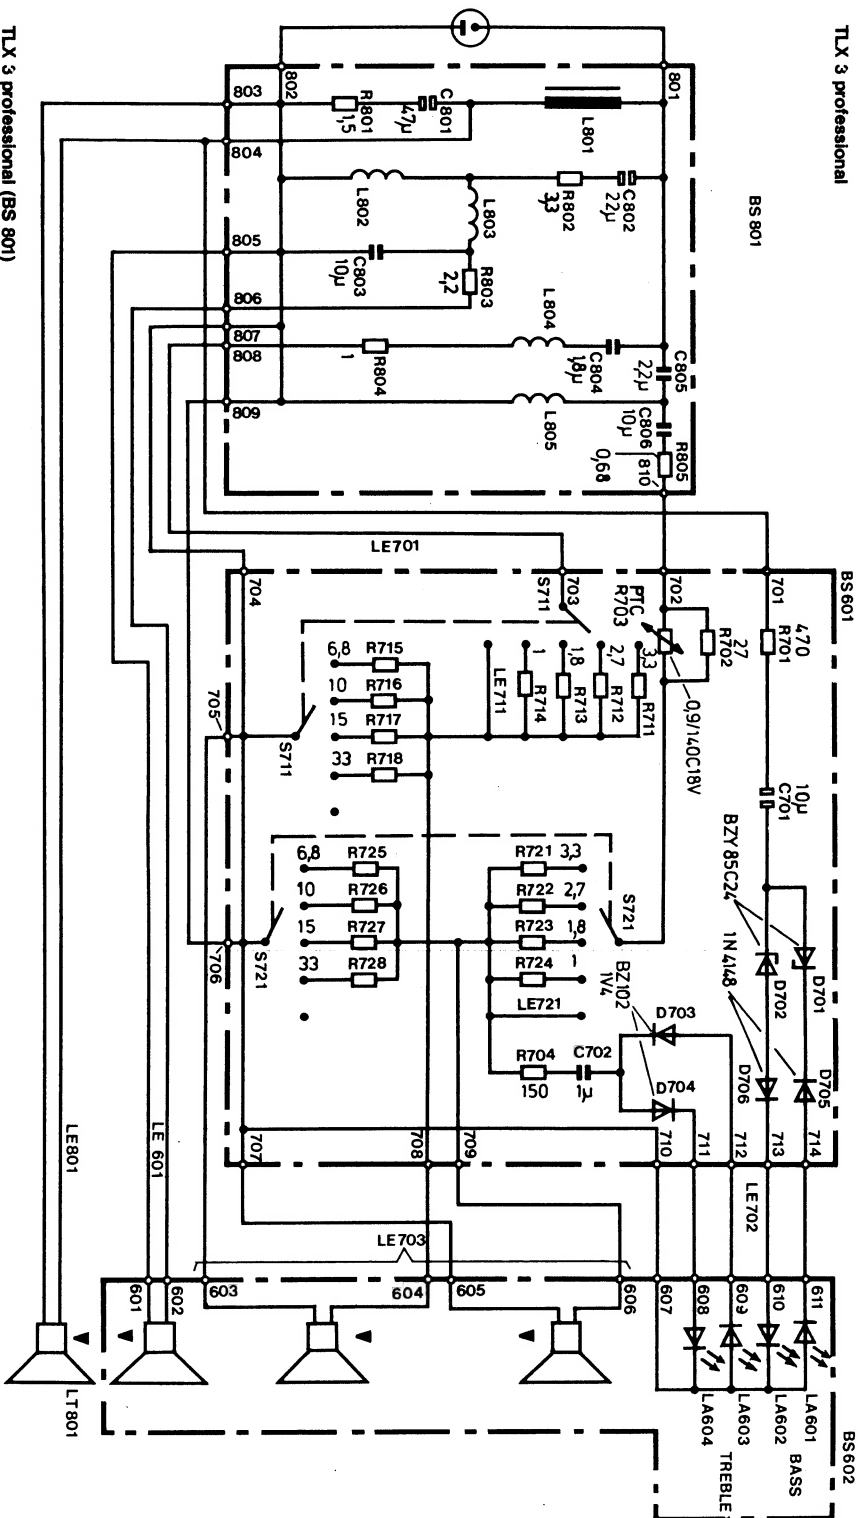 TLX 3 professional
TLX 3 professional (BS 801)
BS 801
801
802
803
804
805
806
807
808
809
810
L801
C801
47µ
R801
1,5
C802
22µ
R802
3,3
L802
L803
C803
10µ
R803
2,2
L804
C804
1,8µ
R804
1
C805
2,2µ
L805
C806
10µ
R805
0,68
LE701
BS601
701
702
703
704
705
706
470
R701
27
R702
PTC
R703
0,9/140C18V
S711
3,3
R711
2,7
R712
1,8
R713
1
R714
LE711
6,8
R715
10
R716
15
R717
33
R718
S711
10µ
C701
BZY 85C24
1N 4148
D701
D702
D705
D706
6,8
R725
10
R726
15
R727
33
R728
S721
R721
3,3
R722
2,7
R723
1,8
R724
1
LE721
S721
BZ102
1V4
D703
D704
R704
150
C702
1µ
707
708
709
710
711
712
713
714
LE801
LE 601
LE702
LE703
601
602
603
604
605
606
607
608
609
610
611
LT801
LA601
LA602
LA603
LA604
BASS
TREBLE
BS602